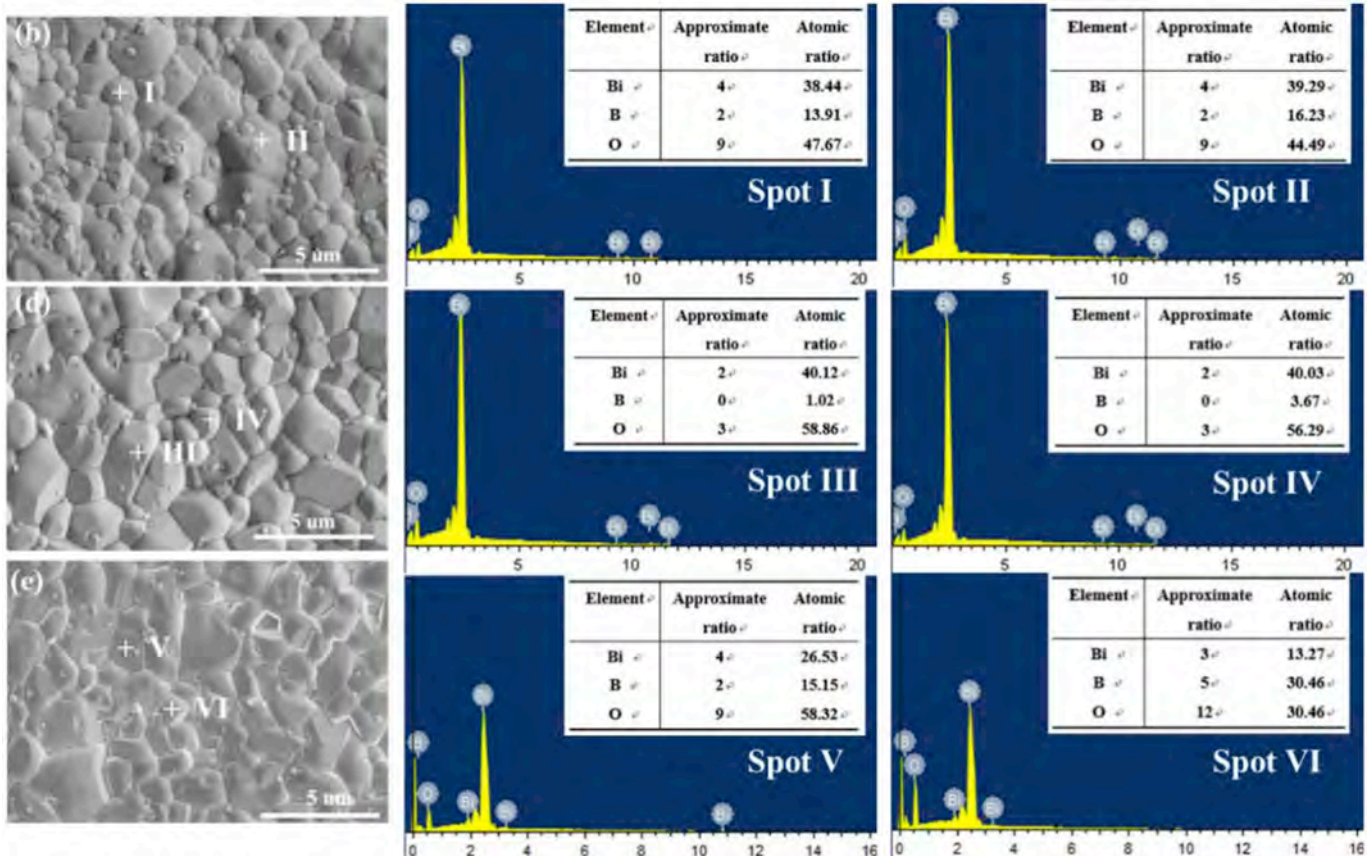 (b)
+ I
+ II
5 um
Element Approximate ratio Atomic ratio
Bi 4 38.44
B 2 13.91
O 9 47.67
Spot I
5 10 15 20
Element Approximate ratio Atomic ratio
Bi 4 39.29
B 2 16.23
O 9 44.49
Spot II
5 10 15 20
(d)
+ IV
+ III
5 um
Element Approximate ratio Atomic ratio
Bi 2 40.12
B 0 1.02
O 3 58.86
Spot III
5 10 15 20
Element Approximate ratio Atomic ratio
Bi 2 40.03
B 0 3.67
O 3 56.29
Spot IV
5 10 15 20
(e)
+ V
+ VI
5 um
Element Approximate ratio Atomic ratio
Bi 4 26.53
B 2 15.15
O 9 58.32
Spot V
0 2 4 6 8 10 12 14 16
Element Approximate ratio Atomic ratio
Bi 3 13.27
B 5 30.46
O 12 30.46
Spot VI
0 2 4 6 8 10 12 14 16